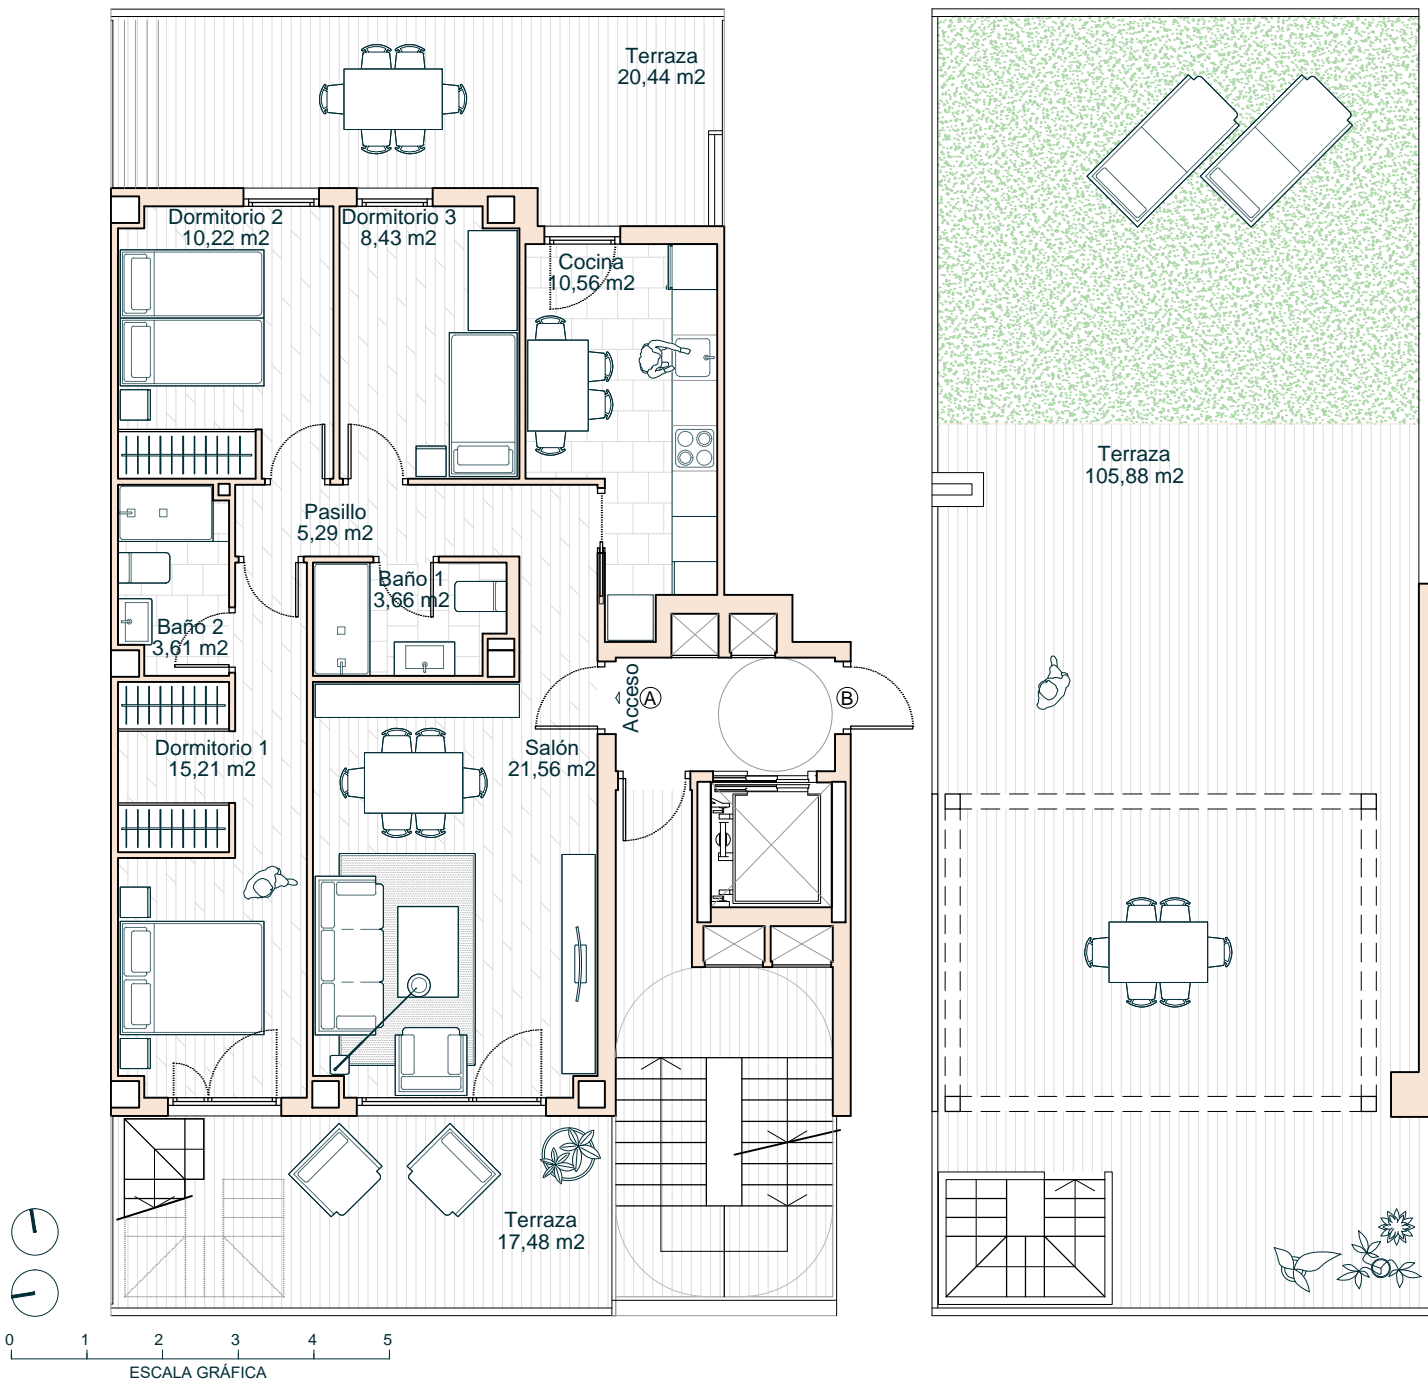 Terraza
20,44 m2
Dormitorio 2
10,22 m2
Dormitorio 3
8,43 m2
Cocina
10,56 m2
Terraza
105,88 m2
Pasillo
5,29 m2
Baño 1
3,66 m2
Baño 2
3,61 m2
Acceso
A
B
Dormitorio 1
15,21 m2
Salón
21,56 m2
Terraza
17,48 m2
0 1 2 3 4 5
ESCALA GRÁFICA